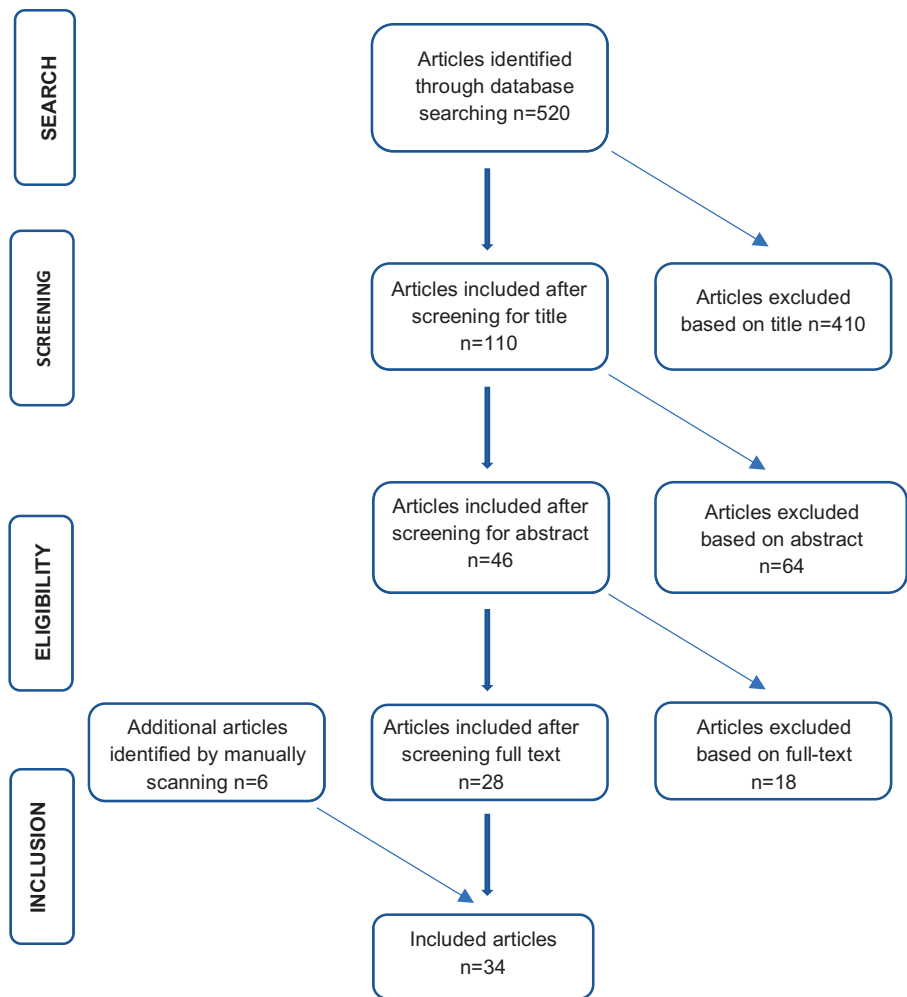 SEARCH
Articles identified
through database
searching n=520
SCREENING
Articles included after
screening for title
n=110
Articles excluded
based on title n=410
ELIGIBILITY
Articles included after
screening for abstract
n=46
Articles excluded
based on abstract
n=64
Additional articles
identified by manually
scanning n=6
Articles included after
screening full text
n=28
Articles excluded
based on full-text
n=18
INCLUSION
Included articles
n=34